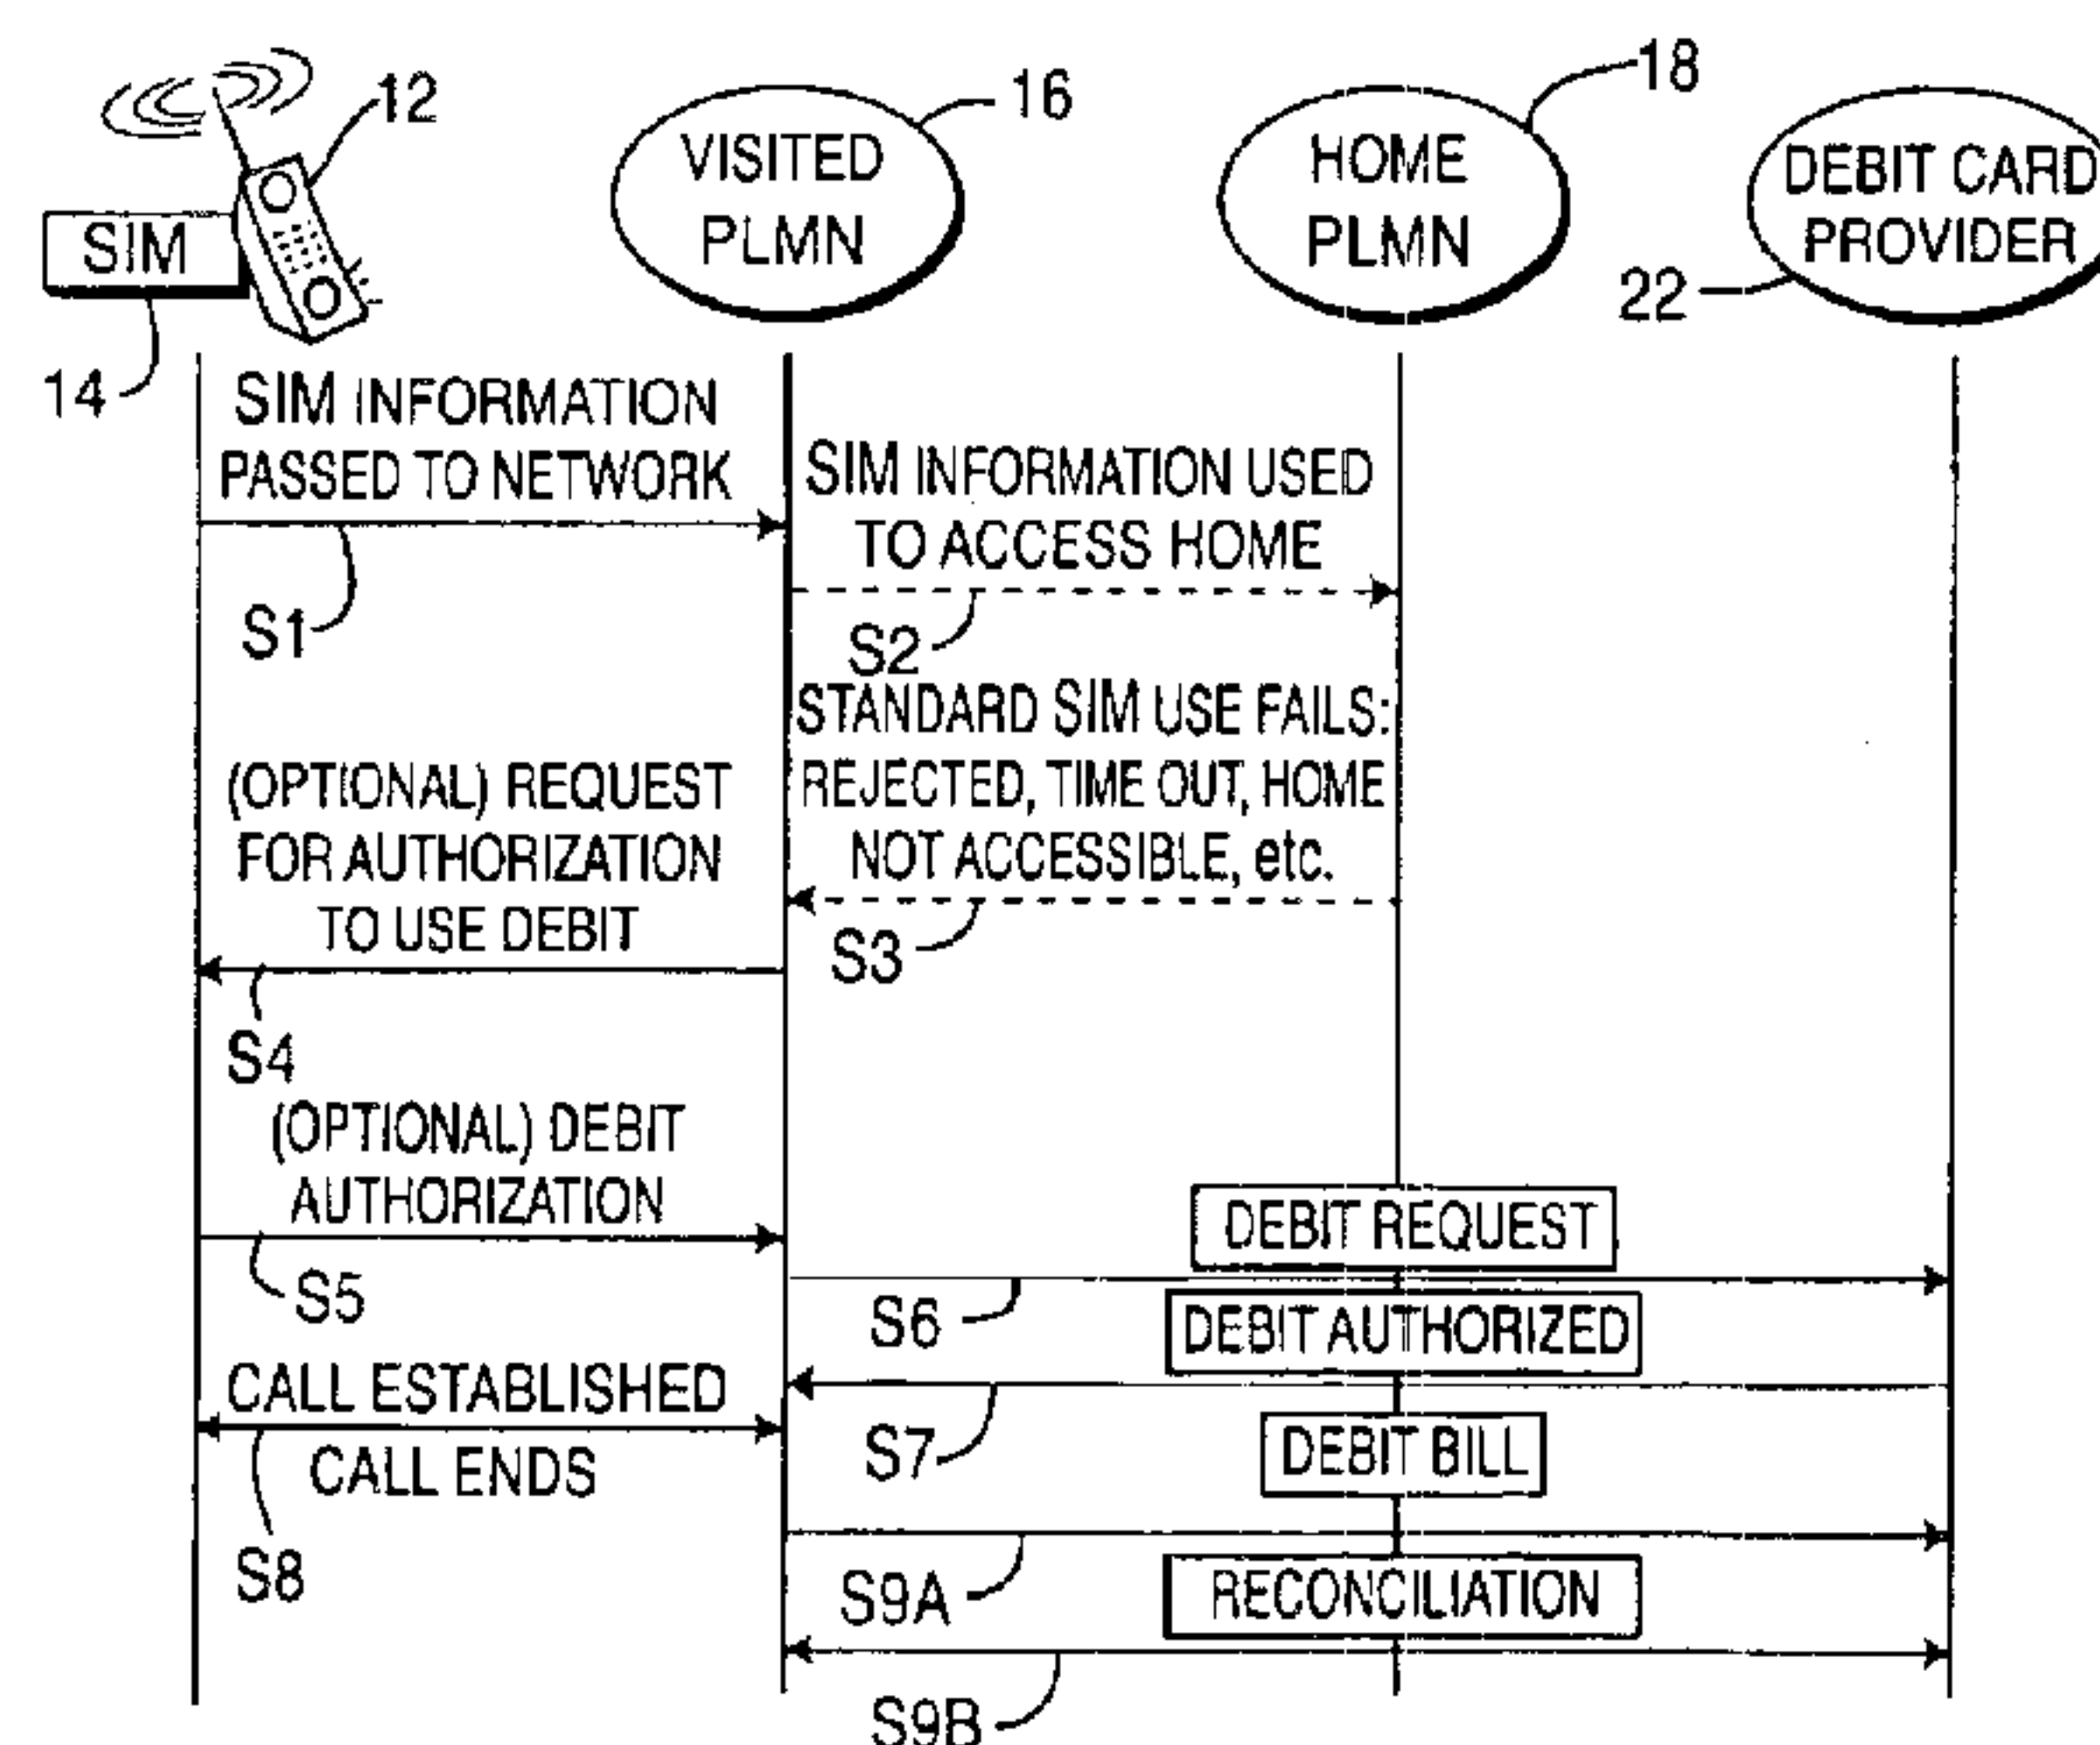 12
16
18
VISITED
PLMN
HOME
PLMN
DEBIT CARD
PROVIDER
SIM
22
14
SIM INFORMATION
PASSED TO NETWORK
S1
SIM INFORMATION USED
TO ACCESS HOME
S2
STANDARD SIM USE FAILS:
REJECTED, TIME OUT, HOME
NOT ACCESSIBLE, etc.
S3
(OPTIONAL) REQUEST
FOR AUTHORIZATION
TO USE DEBIT
S4
(OPTIONAL) DEBIT
AUTHORIZATION
S5
DEBIT REQUEST
S6
DEBIT AUTHORIZED
S7
CALL ESTABLISHED
CALL ENDS
S8
DEBIT BILL
S9A
RECONCILIATION
S9B